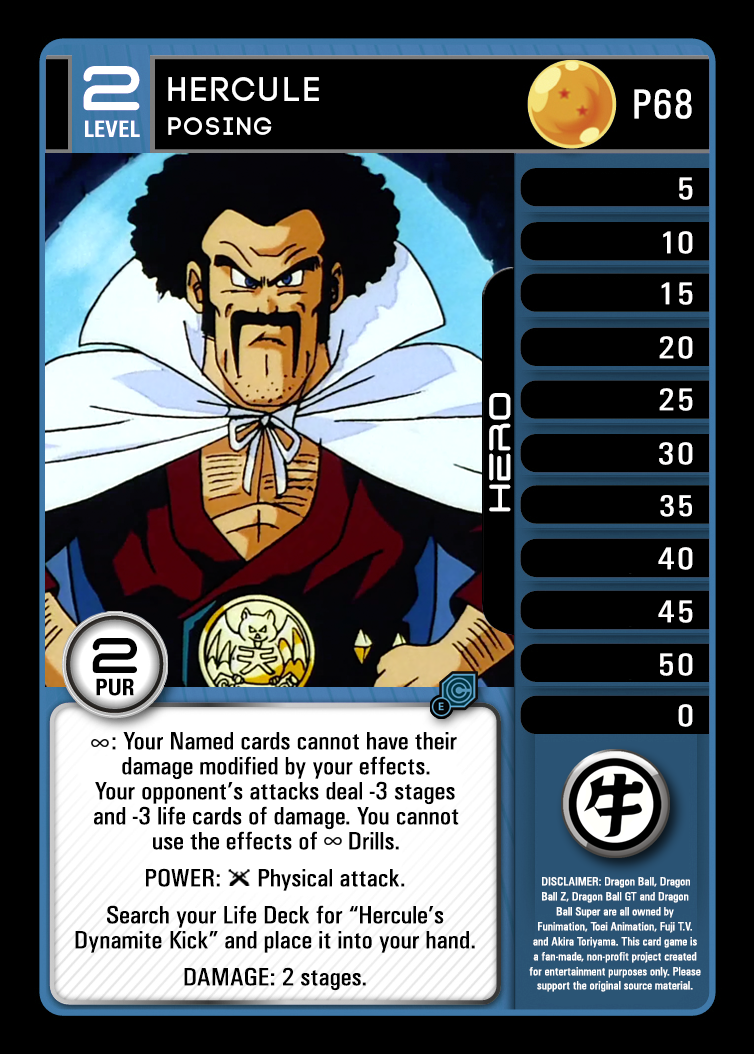 2
LEVEL
HERCULE
POSING
P68
5
10
15
20
25
30
35
40
45
50
0
HERO
天
2
PUR
E
∞: Your Named cards cannot have their
damage modified by your effects.
Your opponent's attacks deal -3 stages
and -3 life cards of damage. You cannot
use the effects of ∞ Drills.
POWER: Physical attack.
Search your Life Deck for “Hercule's
Dynamite Kick” and place it into your hand.
DAMAGE: 2 stages.
牛
DISCLAIMER: Dragon Ball, Dragon
Ball Z, Dragon Ball GT and Dragon
Ball Super are all owned by
Funimation, Toei Animation, Fuji T.V.
and Akira Toriyama. This card game is
a fan-made, non-profit project created
for entertainment purposes only. Please
support the original source material.